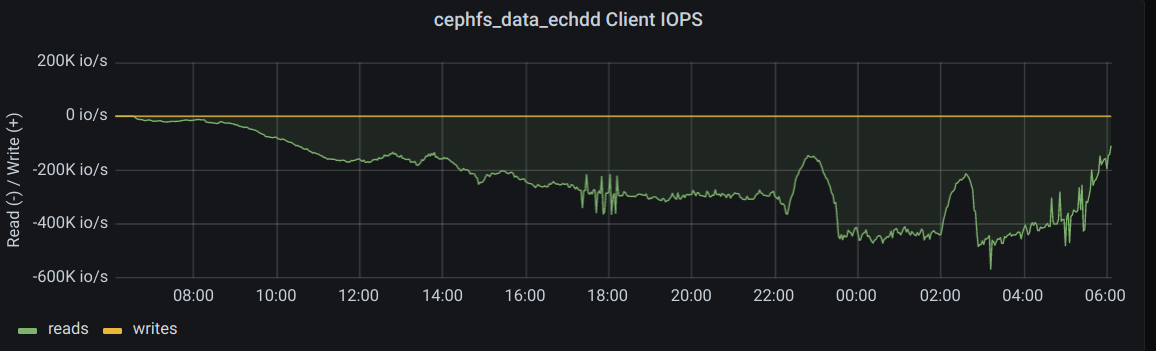 cephfs_data_echdd Client IOPS
Read (-) / Write (+)
200K io/s
0 io/s
-200K io/s
-400K io/s
-600K io/s
08:00 10:00 12:00 14:00 16:00 18:00 20:00 22:00 00:00 02:00 04:00 06:00
reads writes